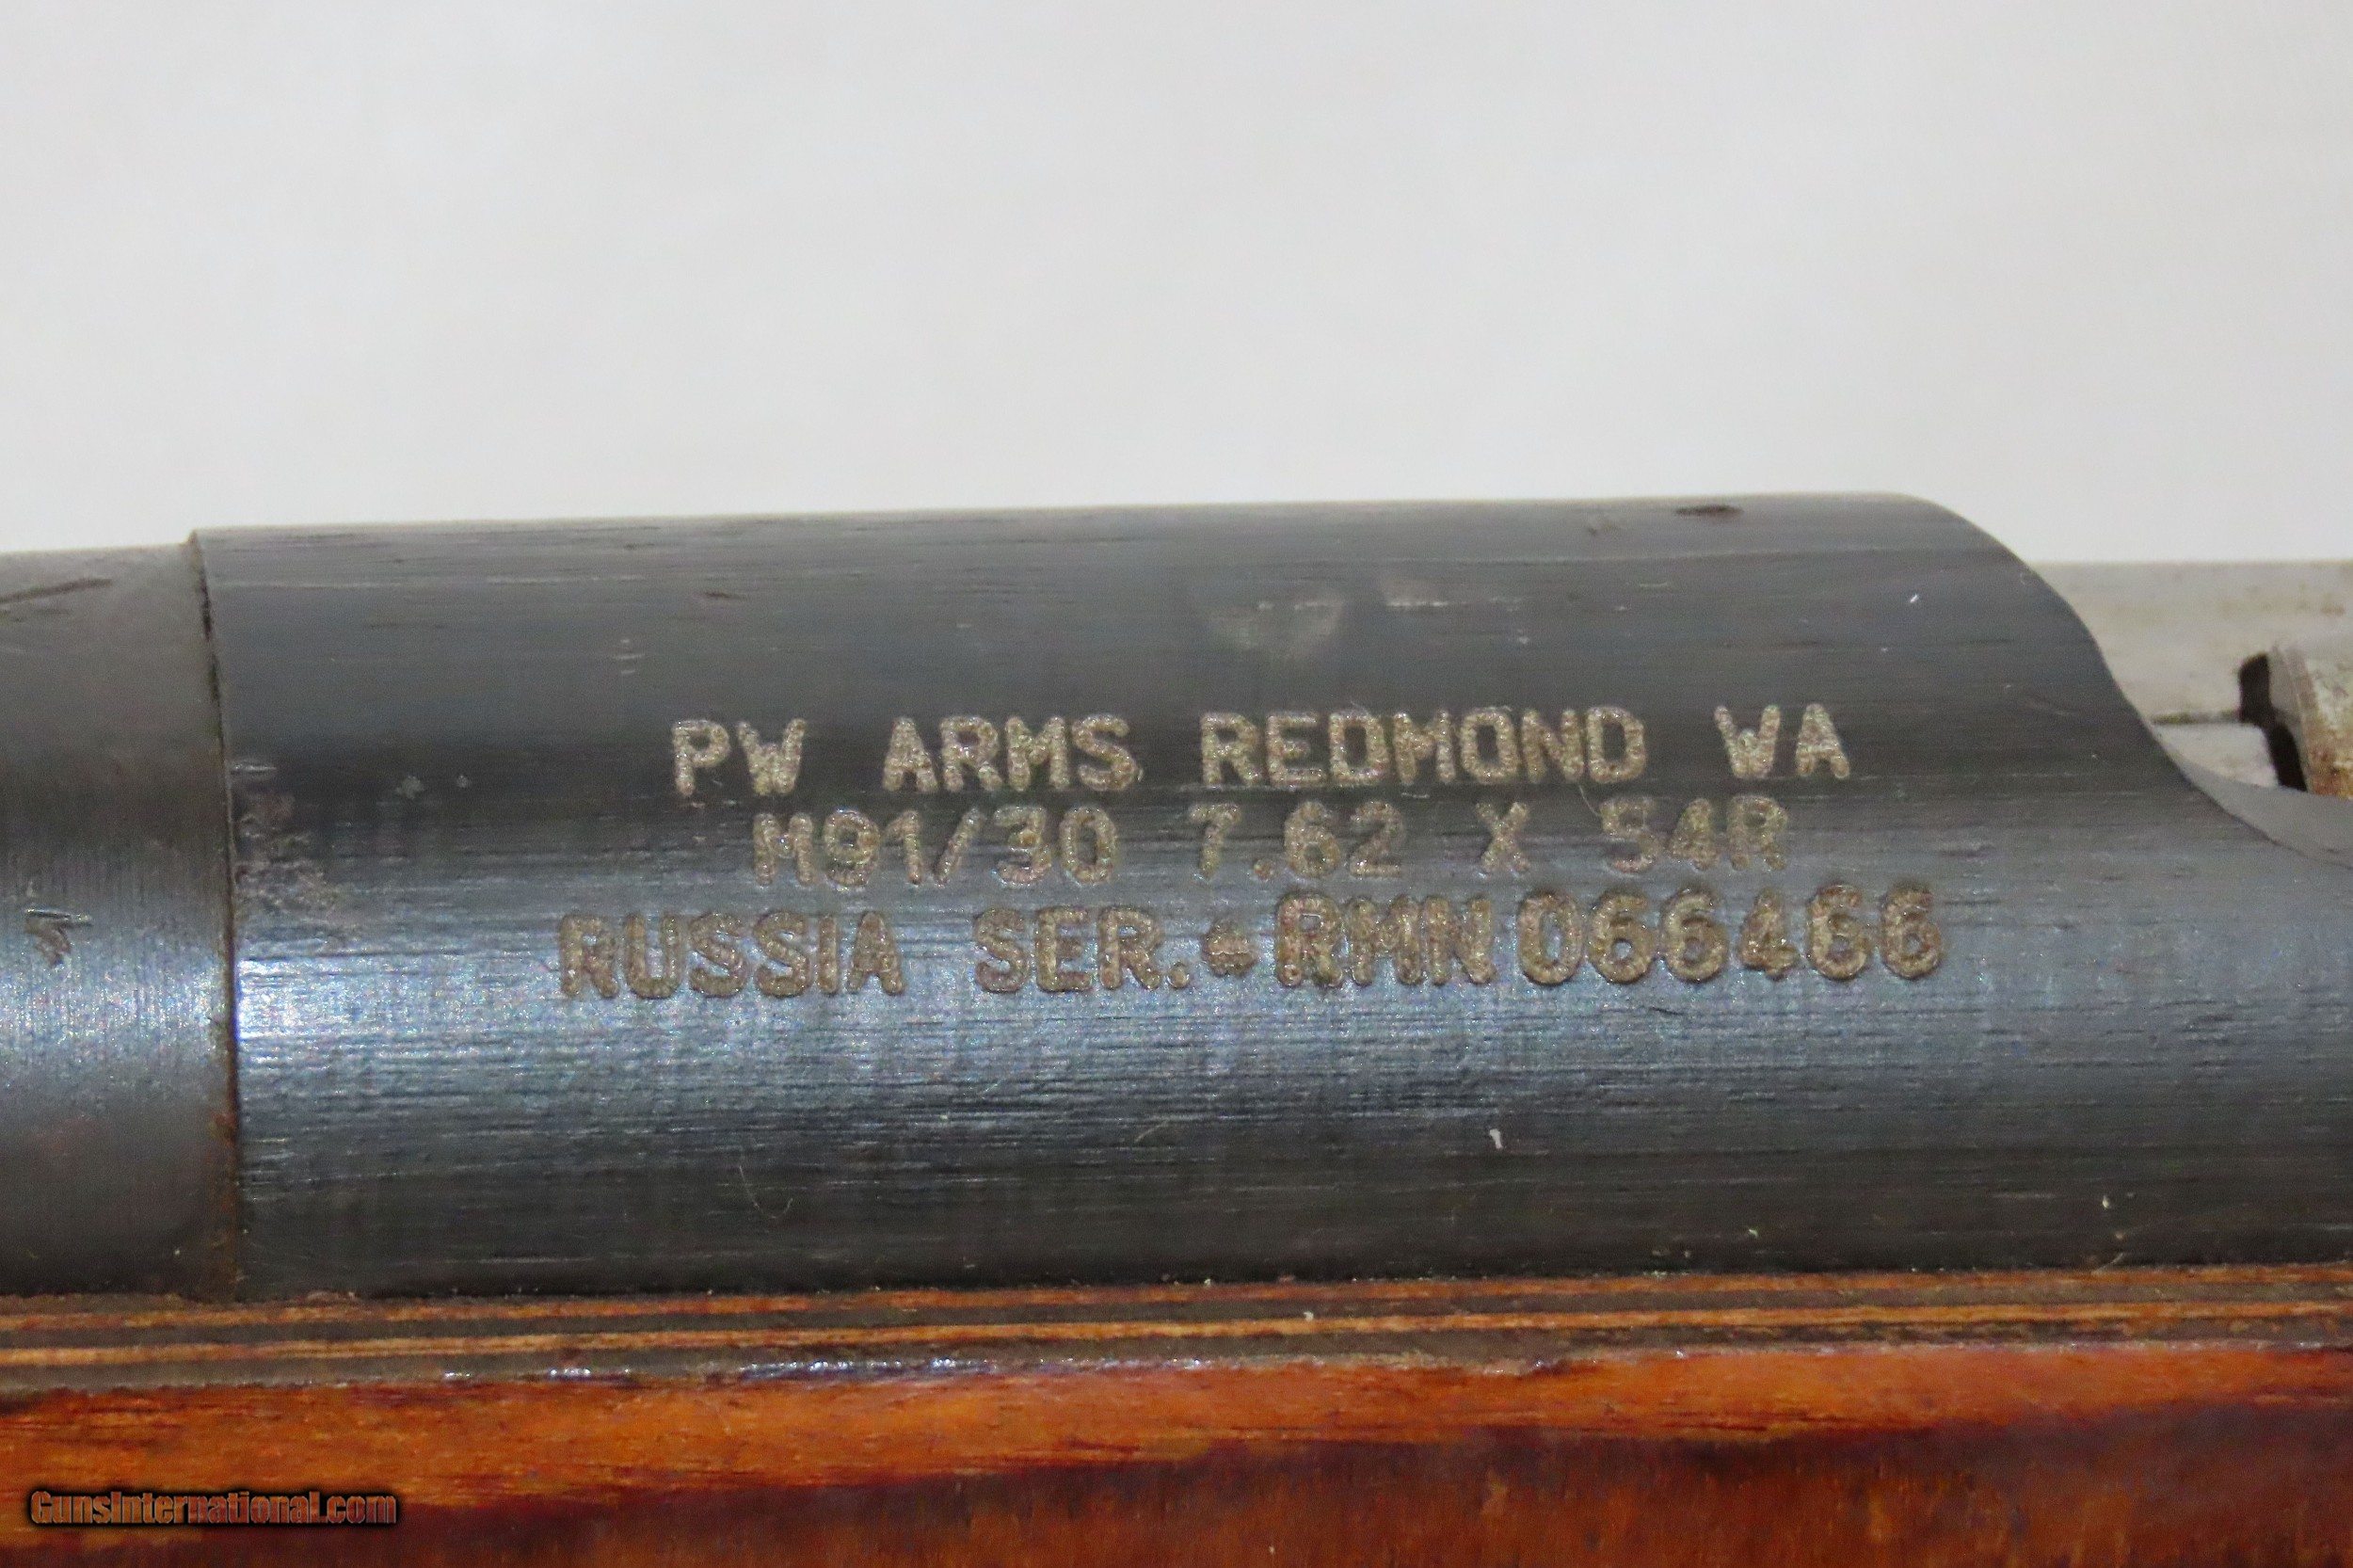 PW ARMS REDMOND WA
M91/30 7.62 X 54R
RUSSIA SER.# RMN066466
GunsInternational.com